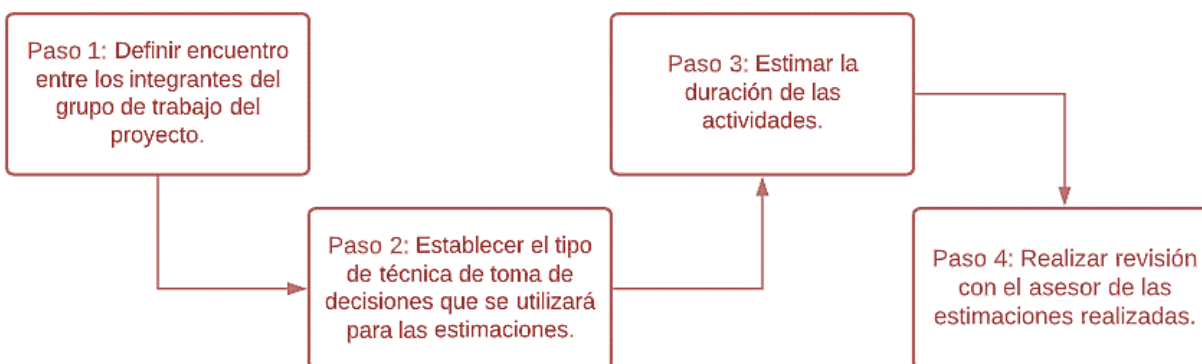 Paso 1: Definir encuentro
entre los integrantes del
grupo de trabajo del
proyecto.
Paso 2: Establecer el tipo
de técnica de toma de
decisiones que se utilizará
para las estimaciones.
Paso 3: Estimar la
duración de las
actividades.
Paso 4: Realizar revisión
con el asesor de las
estimaciones realizadas.